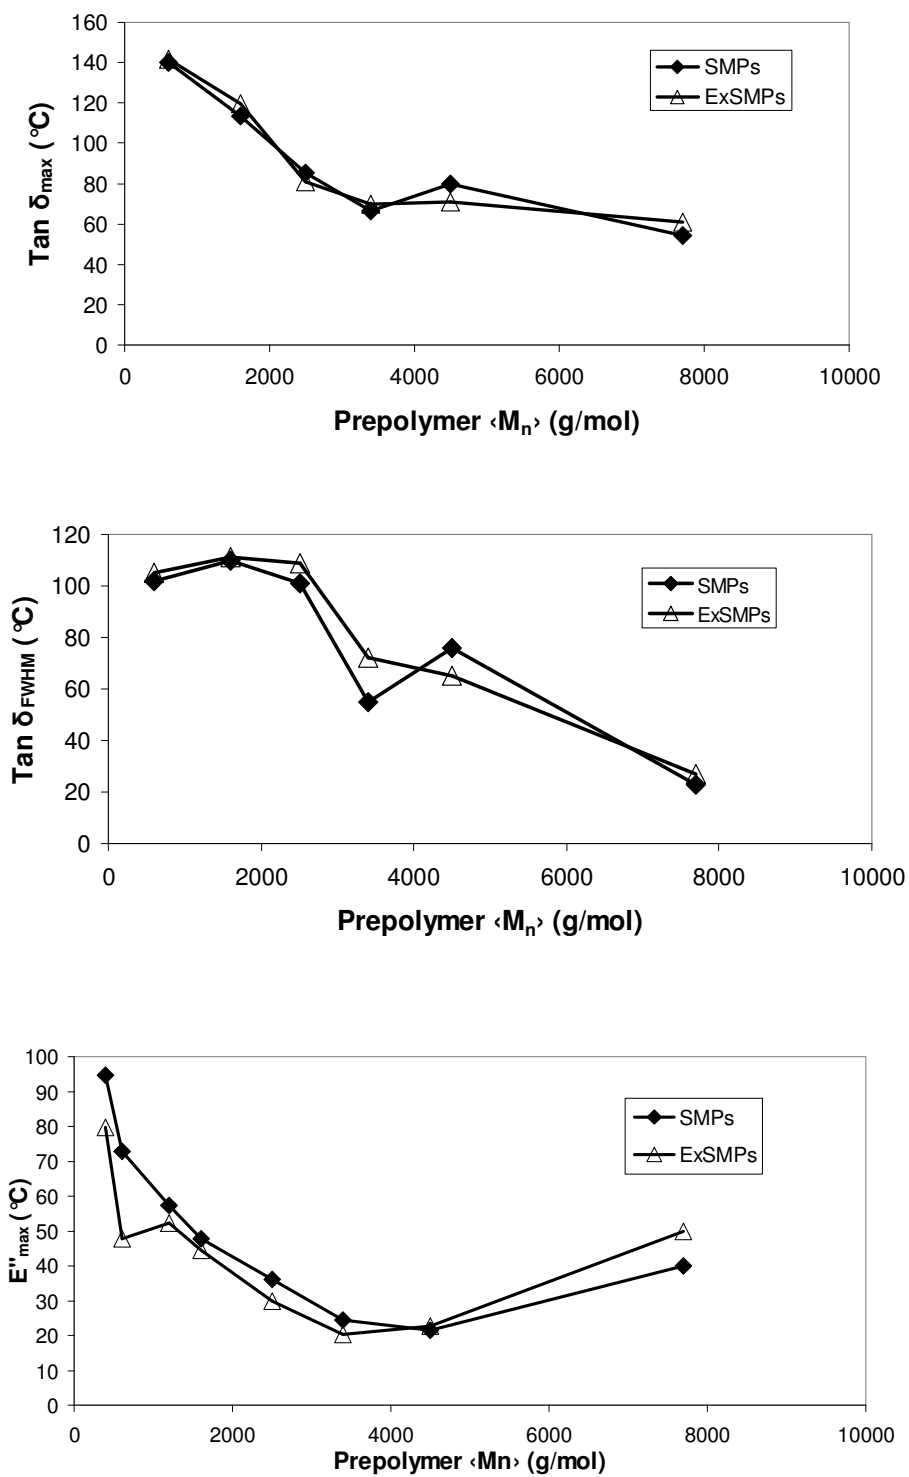 160
140
120
100
80
60
40
20
0
Tan δmax (°C)
SMPs
ExSMPs
0 2000 4000 6000 8000 10000
Prepolymer ‹Mn› (g/mol)
120
100
80
60
40
20
0
Tan δFWHM (°C)
SMPs
ExSMPs
0 2000 4000 6000 8000 10000
Prepolymer ‹Mn› (g/mol)
100
90
80
70
60
50
40
30
20
10
0
E"max (°C)
SMPs
ExSMPs
0 2000 4000 6000 8000 10000
Prepolymer ‹Mn› (g/mol)